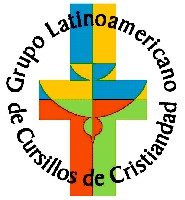 Grupo Latinoamericano
de Cursillos de Cristiandad